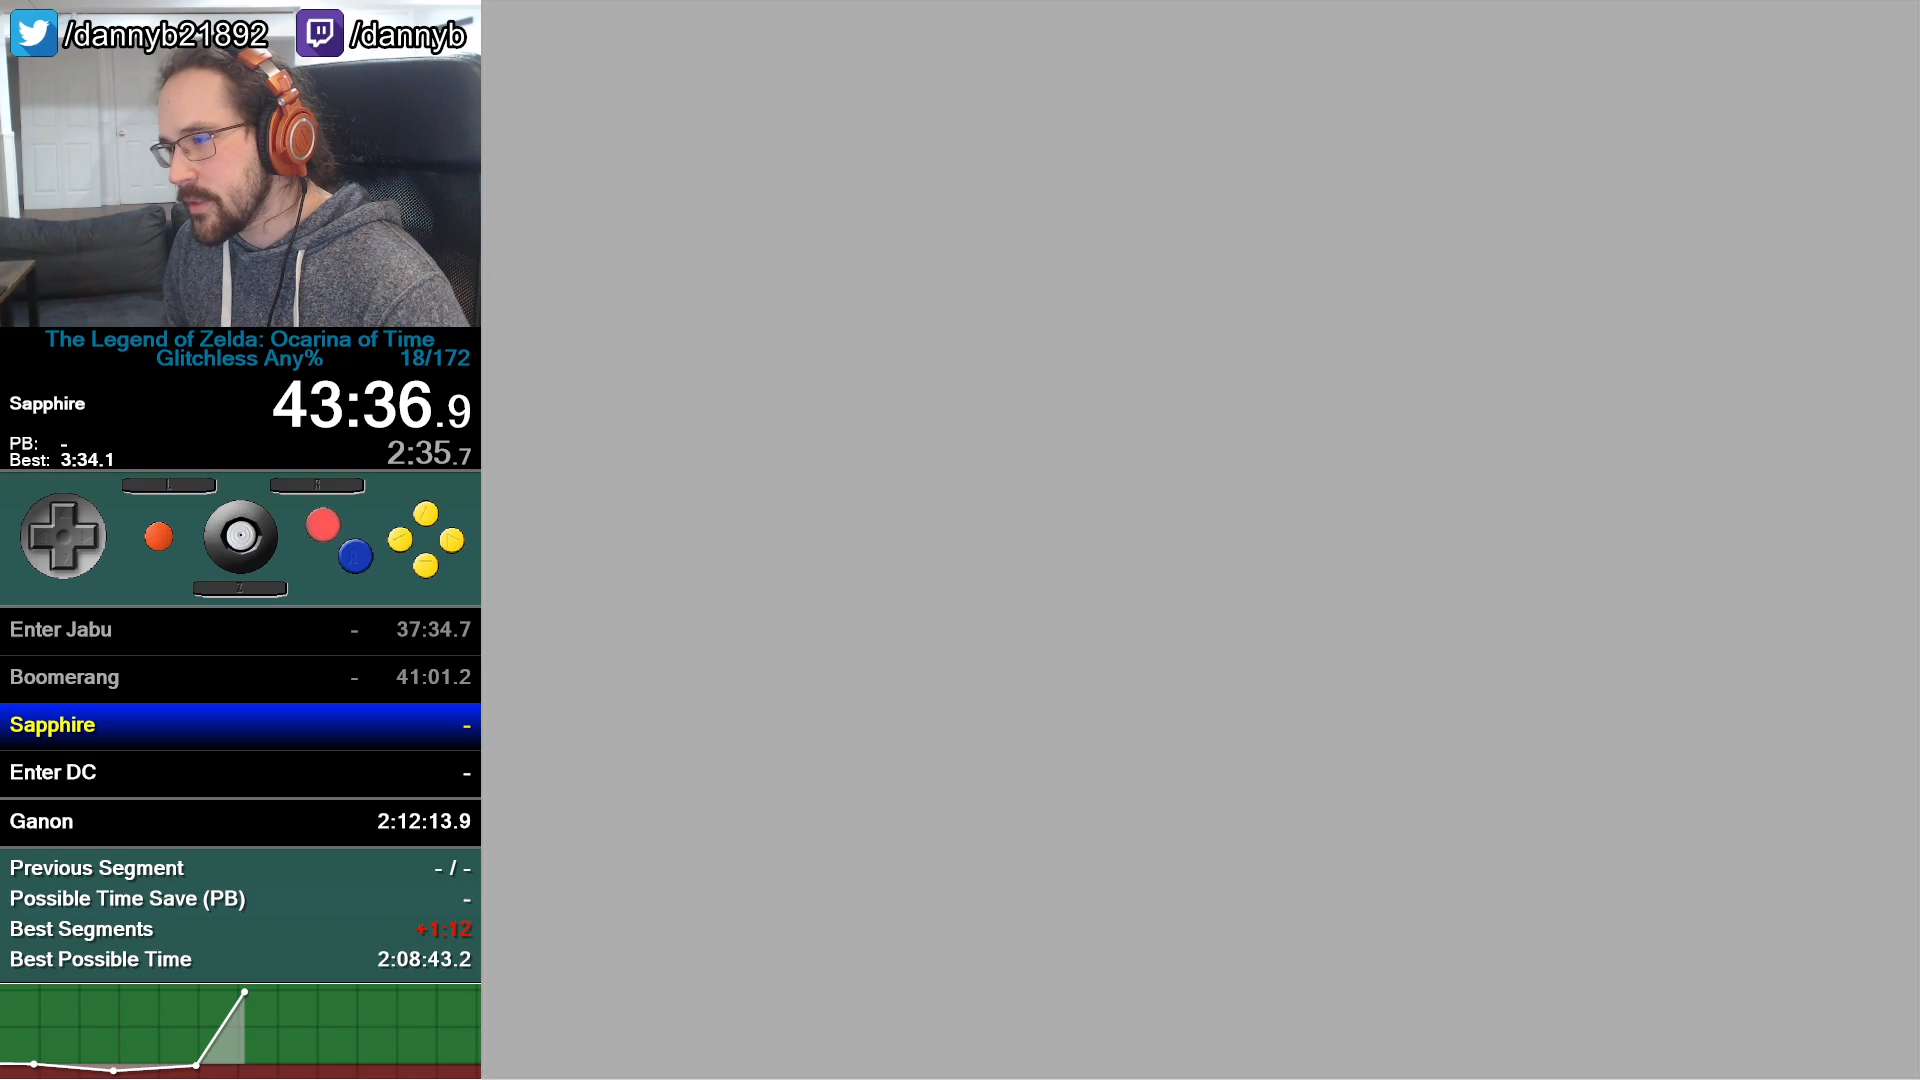 /dannyb21892 /dannyb
The Legend of Zelda: Ocarina of Time
Glitchless Any% 18/172
Sapphire 43:36.9
PB: -
2:35.7
Best: 3:34.1
L R
Z
Enter Jabu - 37:34.7
Boomerang - 41:01.2
Sapphire -
Enter DC -
Ganon 2:12:13.9
Previous Segment - / -
Possible Time Save (PB) -
Best Segments +1:12
Best Possible Time 2:08:43.2